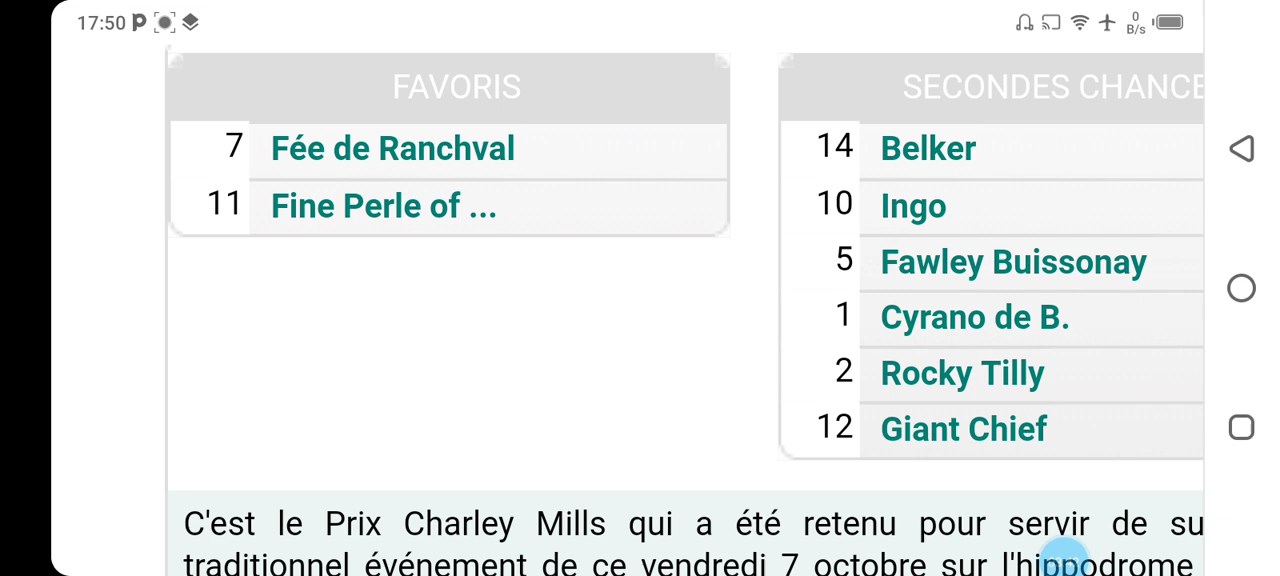 17:50
0
B/s
FAVORIS
7 Fée de Ranchval
11 Fine Perle of ...
SECONDES CHANCE
14 Belker
10 Ingo
5 Fawley Buissonay
1 Cyrano de B.
2 Rocky Tilly
12 Giant Chief
C'est le Prix Charley Mills qui a été retenu pour servir de su
traditionnel événement de ce vendredi 7 octobre sur l'hippodrome